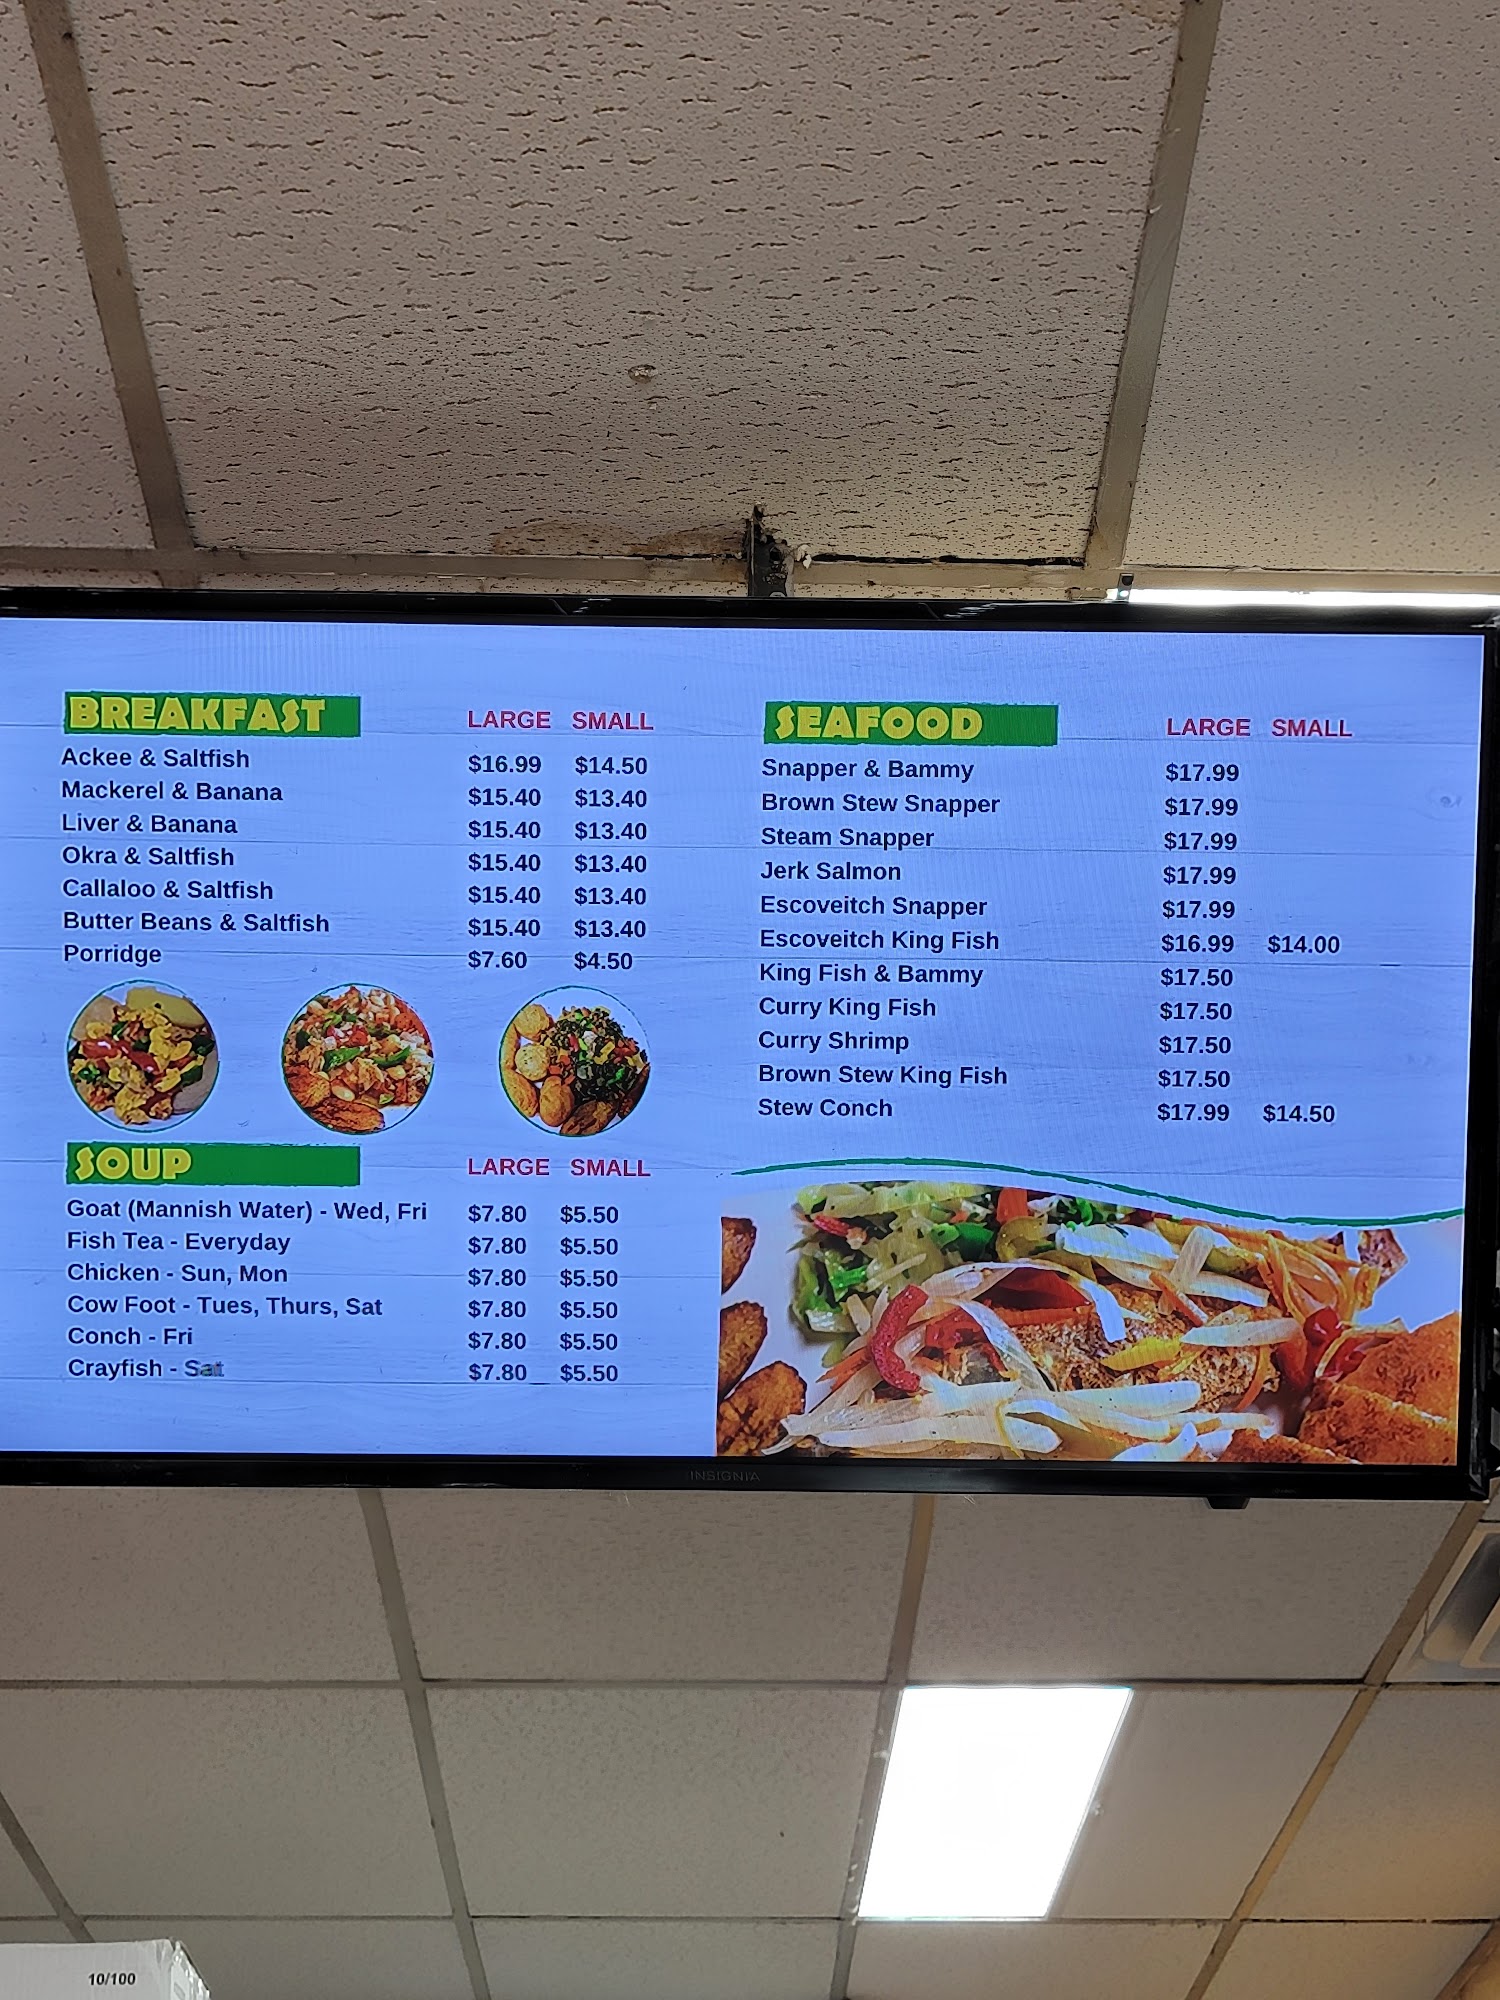 BREAKFAST LARGE SMALL
Ackee & Saltfish $16.99 $14.50
Mackerel & Banana $15.40 $13.40
Liver & Banana $15.40 $13.40
Okra & Saltfish $15.40 $13.40
Callaloo & Saltfish $15.40 $13.40
Butter Beans & Saltfish $15.40 $13.40
Porridge $7.60 $4.50
SOUP LARGE SMALL
Goat (Mannish Water) - Wed, Fri $7.80 $5.50
Fish Tea - Everyday $7.80 $5.50
Chicken - Sun, Mon $7.80 $5.50
Cow Foot - Tues, Thurs, Sat $7.80 $5.50
Conch - Fri $7.80 $5.50
Crayfish - Sat $7.80 $5.50
SEAFOOD LARGE SMALL
Snapper & Bammy $17.99
Brown Stew Snapper $17.99
Steam Snapper $17.99
Jerk Salmon $17.99
Escoveitch Snapper $17.99
Escoveitch King Fish $16.99 $14.00
King Fish & Bammy $17.50
Curry King Fish $17.50
Curry Shrimp $17.50
Brown Stew King Fish $17.50
Stew Conch $17.99 $14.50
INSIGNIA
10/100